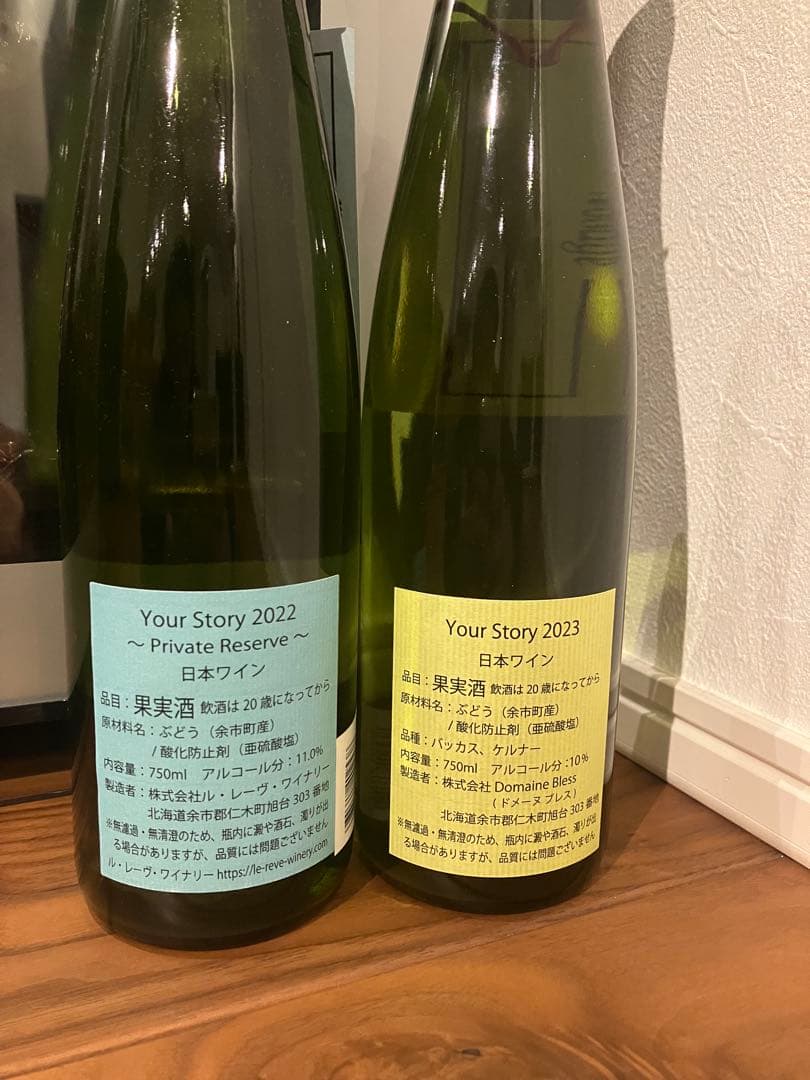 Your Story 2022
～ Private Reserve ～
日本ワイン
品目：果実酒 飲酒は20歳になってから
原材料名：ぶどう（余市町産）
/ 酸化防止剤（亜硫酸塩）
内容量：750ml　アルコール分：11.0%
製造者：株式会社ル・レーヴ・ワイナリー
北海道余市郡仁木町旭台 303 番地
※無濾過・無清澄のため、瓶内に澱や酒石、濁りが出
る場合がありますが、品質には問題ございません
ル・レーヴ・ワイナリー https://le-reve-winery.com
Your Story 2023
日本ワイン
品目：果実酒 飲酒は20歳になってから
原材料名：ぶどう（余市町産）
/ 酸化防止剤（亜硫酸塩）
品種：バッカス、ケルナー
内容量：750ml　アルコール分：10%
製造者：株式会社 Domaine Bless
（ドメーヌ ブレス）
北海道余市郡仁木町旭台 303 番地
※無濾過・無清澄のため、瓶内に澱や酒石、濁りが出
る場合がありますが、品質には問題ございません